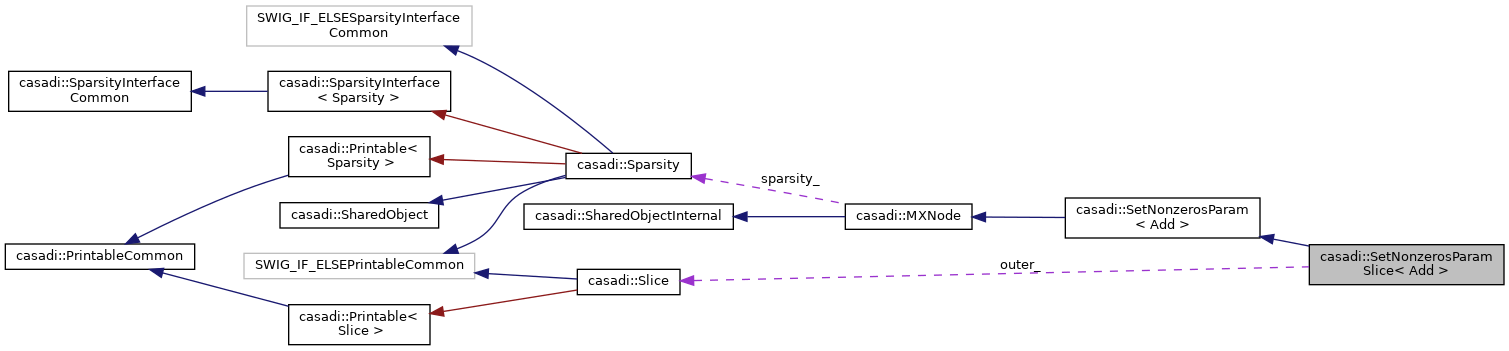 SWIG_IF_ELSESparsityInterface
Common
casadi::SparsityInterface
Common
casadi::SparsityInterface
< Sparsity >
casadi::Printable<
Sparsity >
casadi::Sparsity
sparsity_
casadi::SharedObject
casadi::SharedObjectInternal
casadi::MXNode
casadi::SetNonzerosParam
< Add >
casadi::PrintableCommon
SWIG_IF_ELSEPrintableCommon
casadi::Slice
outer_
casadi::SetNonzerosParam
Slice< Add >
casadi::Printable<
Slice >